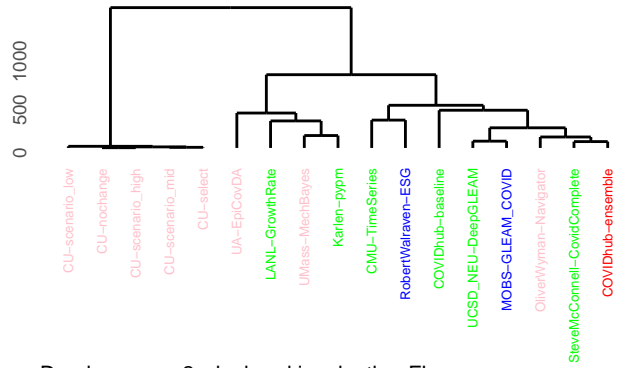 1000
500
0
CU−scenario_low
CU−nochange
CU−scenario_high
CU−scenario_mid
CU−select
UA−EpiCovDA
LANL−GrowthRate
UMass−MechBayes
Karlen−pypm
CMU−TimeSeries
RobertWalraven−ESG
COVIDhub−baseline
UCSD_NEU−DeepGLEAM
MOBS−GLEAM_COVID
OliverWyman−Navigator
SteveMcConnell−CovidComplete
COVIDhub−ensemble